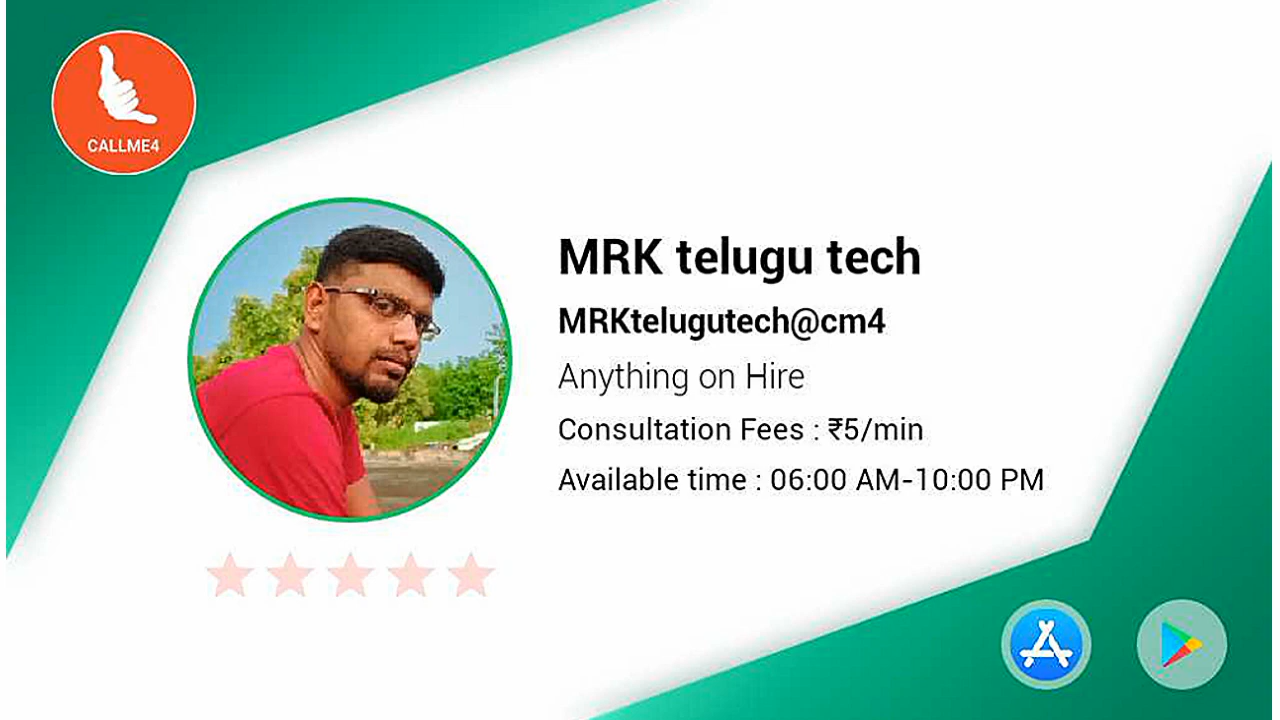 CALLME4
MRK telugu tech
MRKtelugutech@cm4
Anything on Hire
Consultation Fees : ₹5/min
Available time : 06:00 AM-10:00 PM